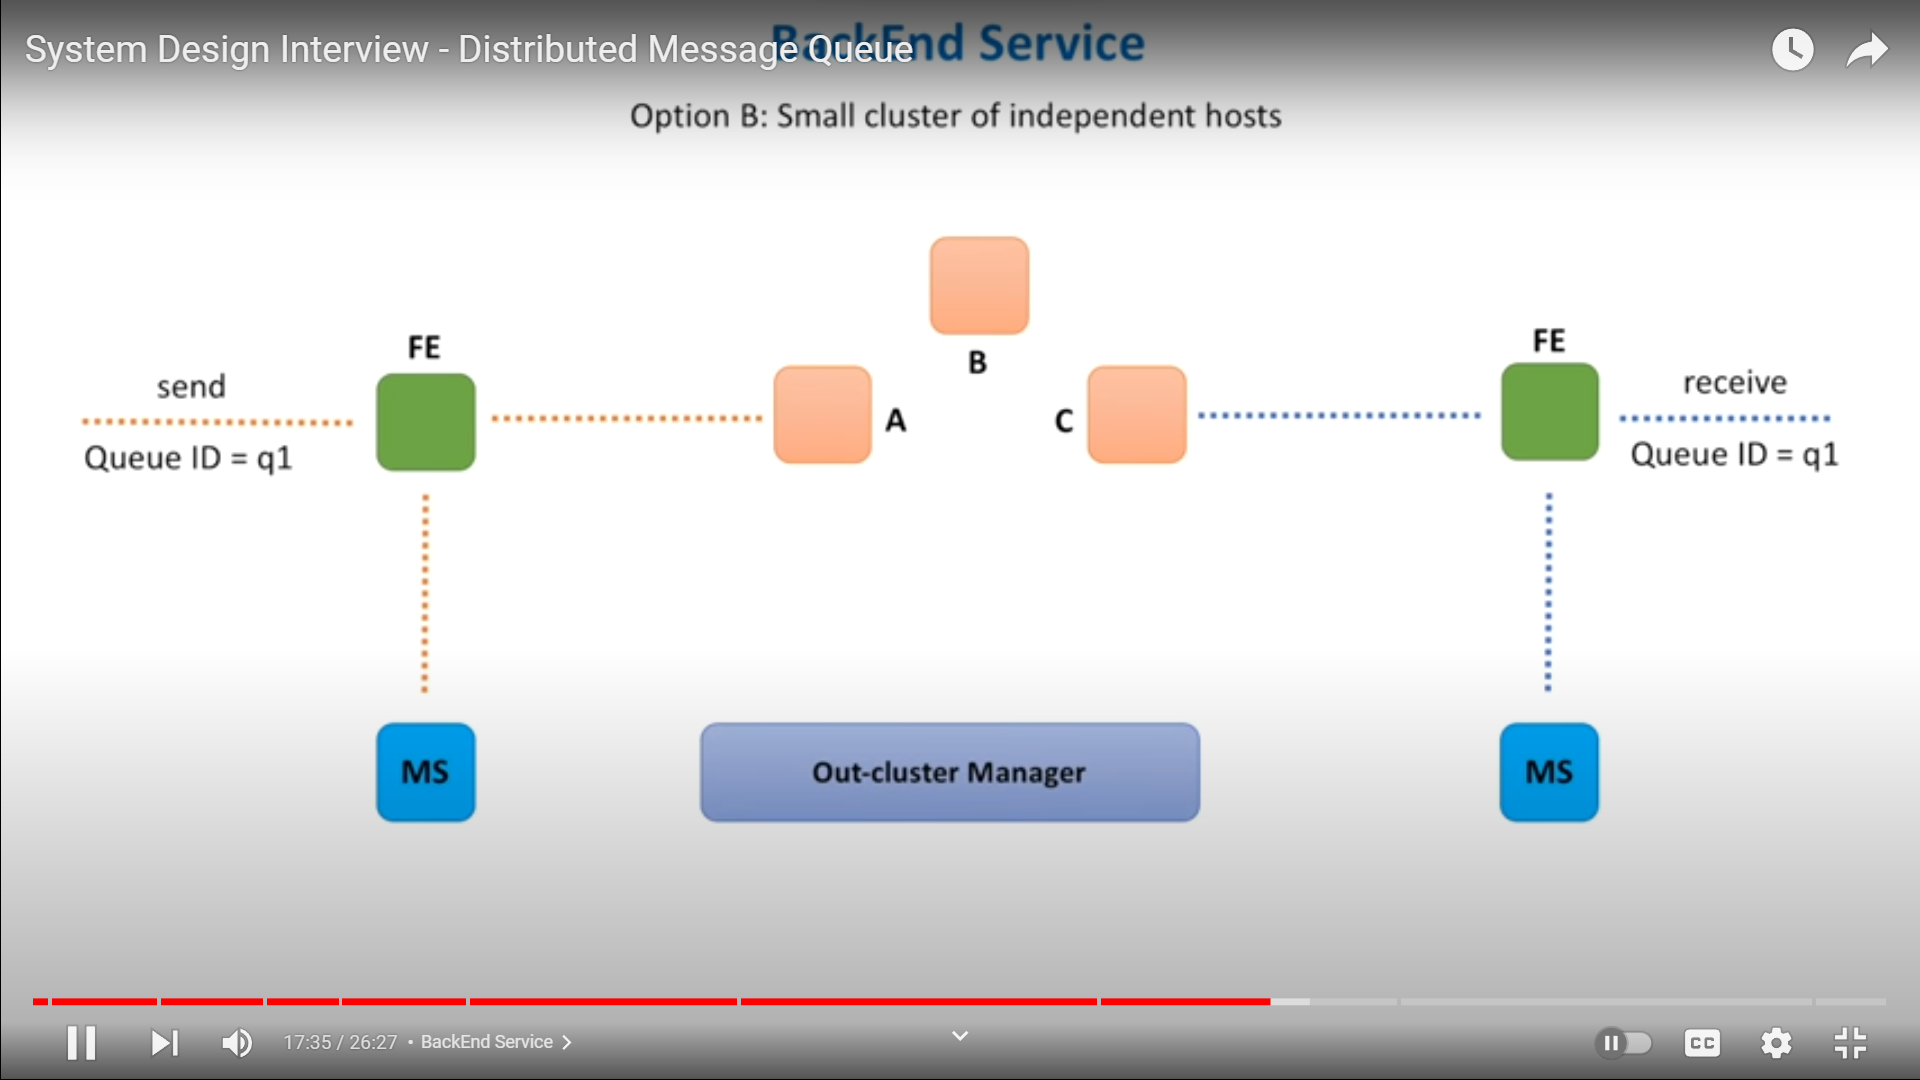 System Design Interview - Distributed Message Queue
BackEnd Service
Option B: Small cluster of independent hosts
B
FE
send
Queue ID = q1
A
C
FE
receive
Queue ID = q1
MS
Out-cluster Manager
MS
17:35 / 26:27 • BackEnd Service
CC